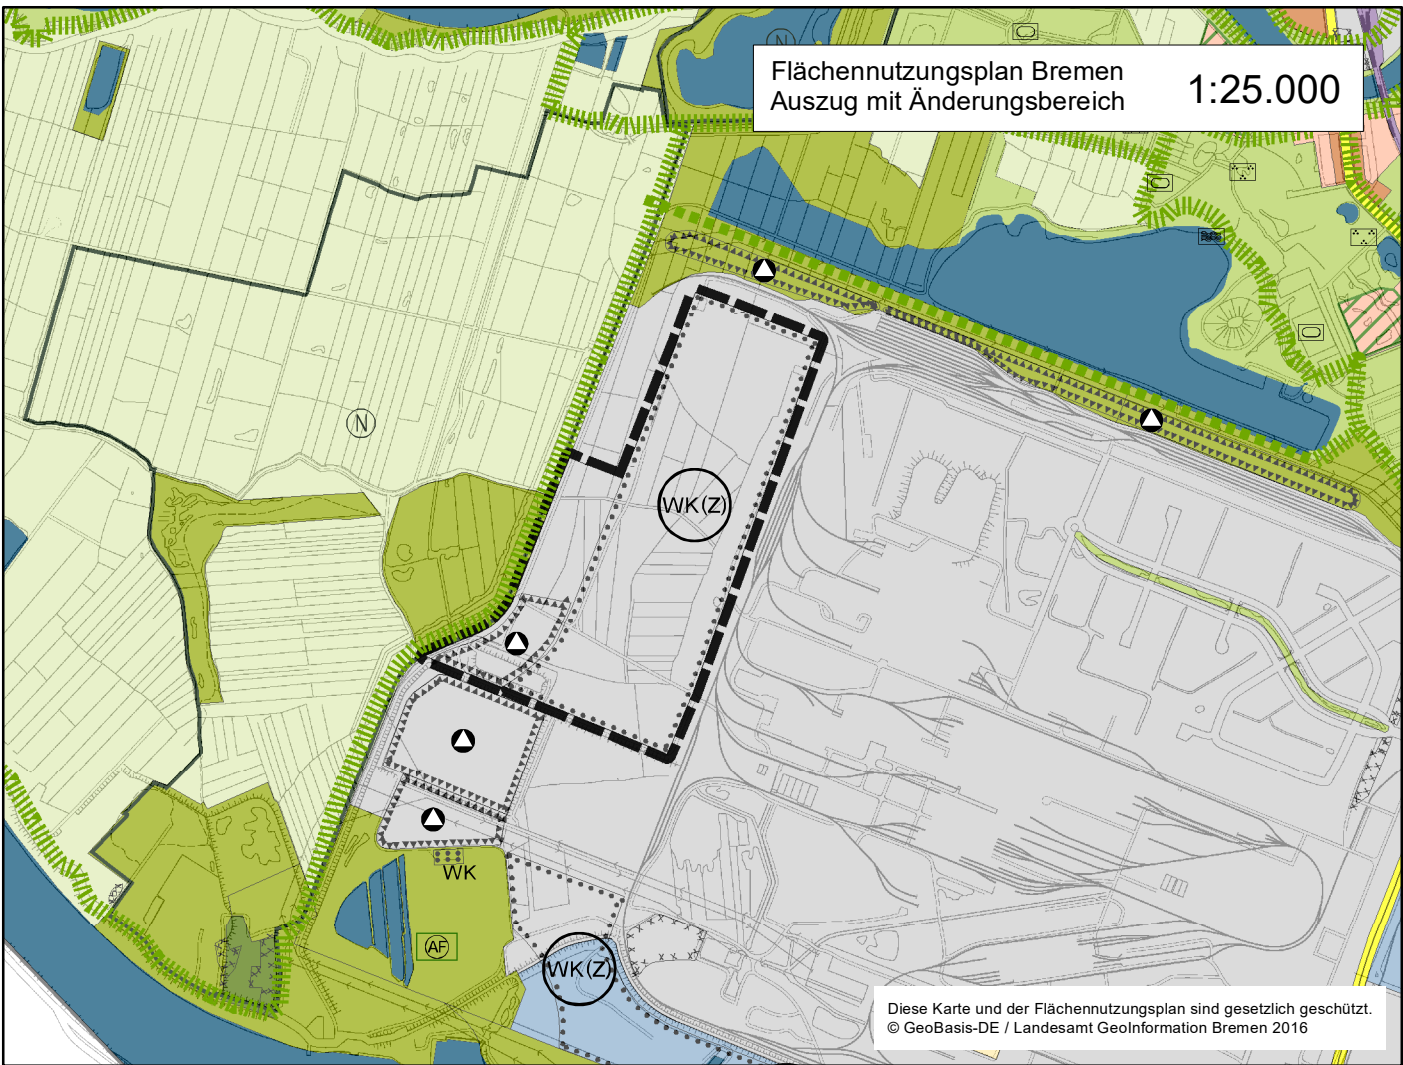 N
Flächennutzungsplan Bremen
Auszug mit Änderungsbereich
1:25.000
N
WK(Z)
WK
AF
WK(Z)
Diese Karte und der Flächennutzungsplan sind gesetzlich geschützt.
© GeoBasis-DE / Landesamt GeoInformation Bremen 2016